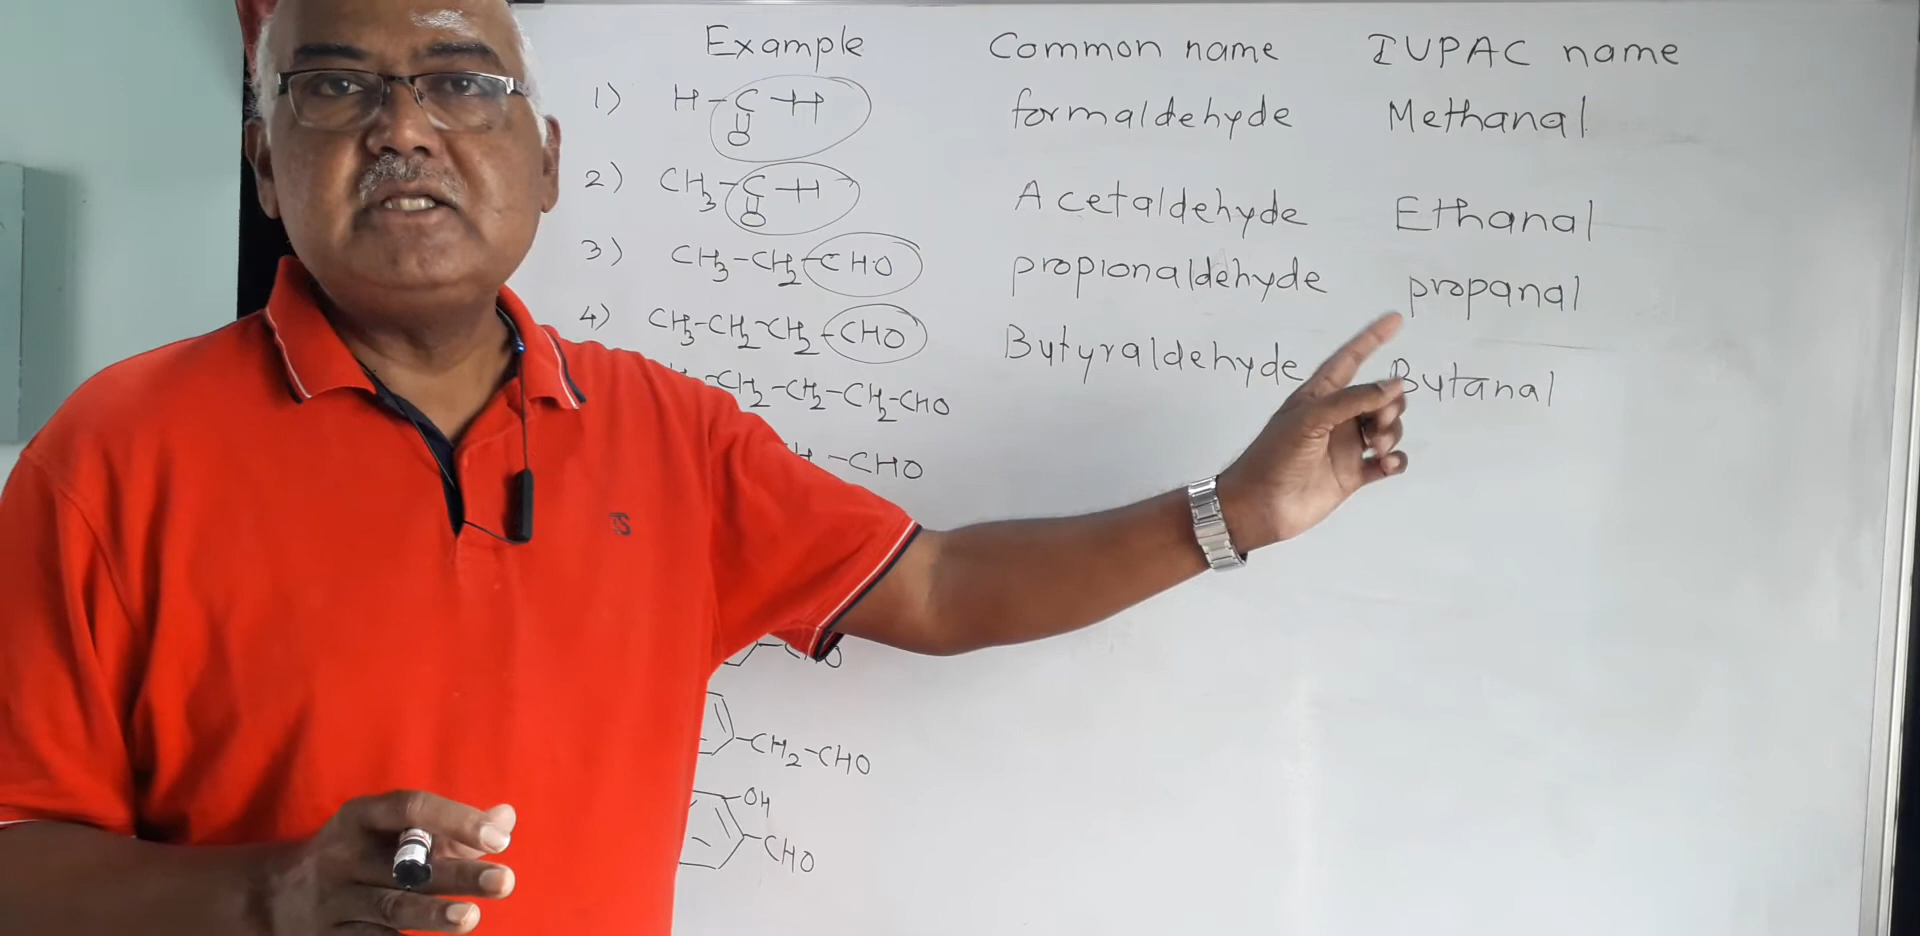 Example Common name IUPAC name
1) H-C-H formaldehyde Methanal
O
2) CH3-C-H Acetaldehyde Ethanal
O
3) CH3-CH2-CHO propionaldehyde propanal
4) CH3-CH2-CH2-CHO Butyraldehyde Butanal
-CH2-CH2-CH2-CHO
-CHO
CHO
-CH2-CHO
-OH
-CHO